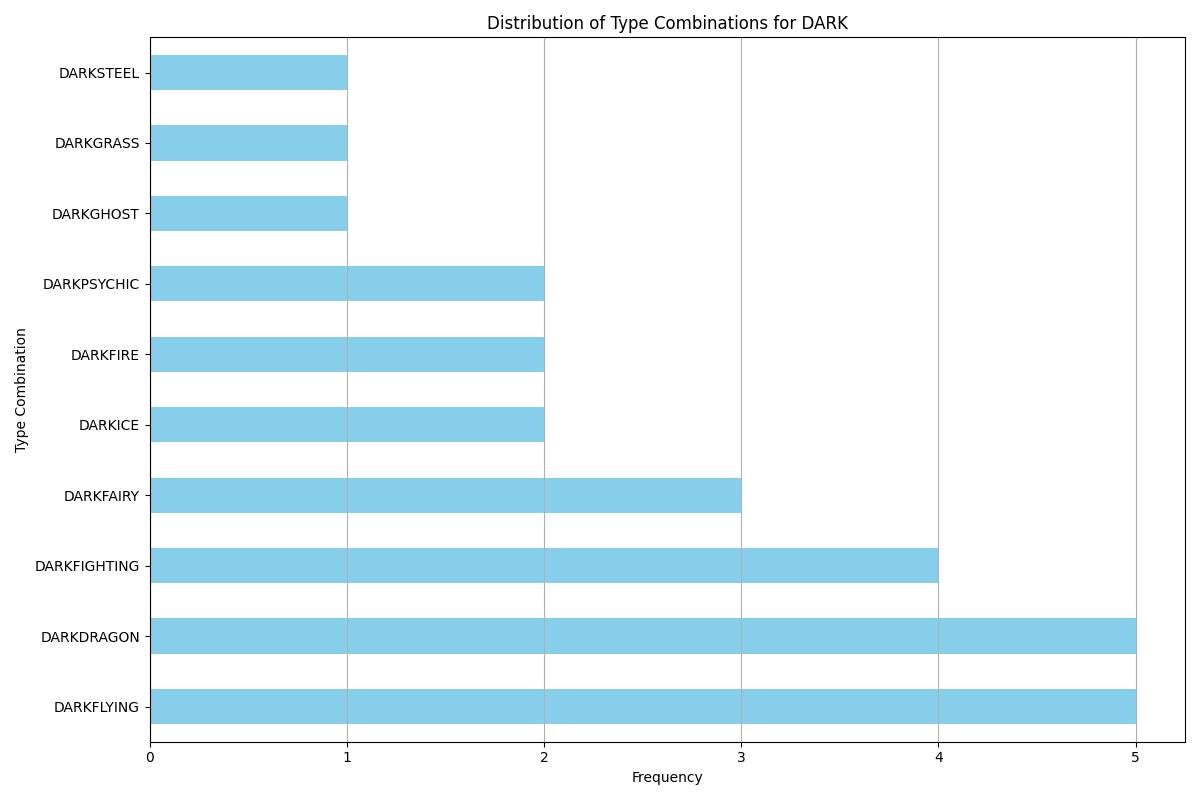 Distribution of Type Combinations for DARK
Type Combination
DARKSTEEL
DARKGRASS
DARKGHOST
DARKPSYCHIC
DARKFIRE
DARKICE
DARKFAIRY
DARKFIGHTING
DARKDRAGON
DARKFLYING
0 1 2 3 4 5
Frequency